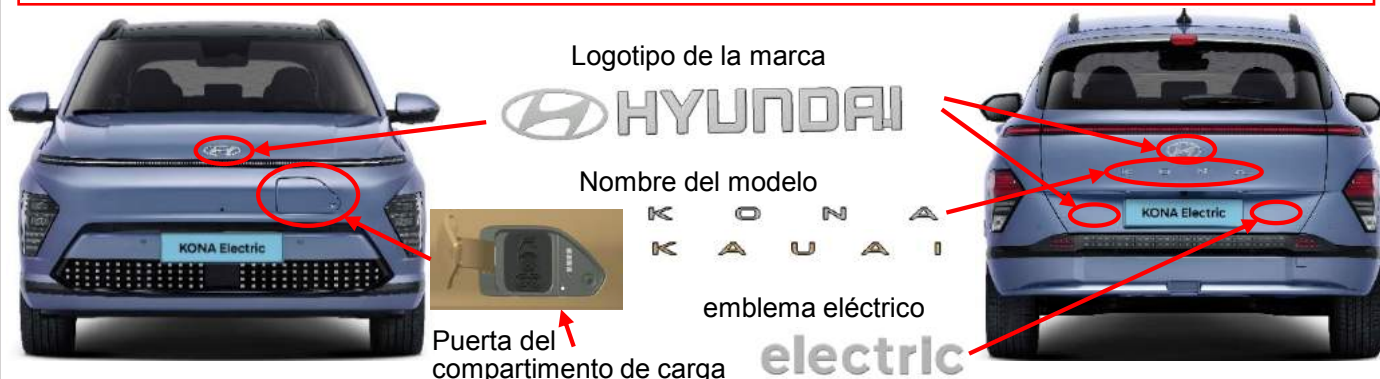 Logotipo de la marca
HYUNDAI
Nombre del modelo
KONA
KAUAI
KONA
KONA Electric
KONA Electric
emblema eléctrico
electric
Puerta del
compartimento de carga